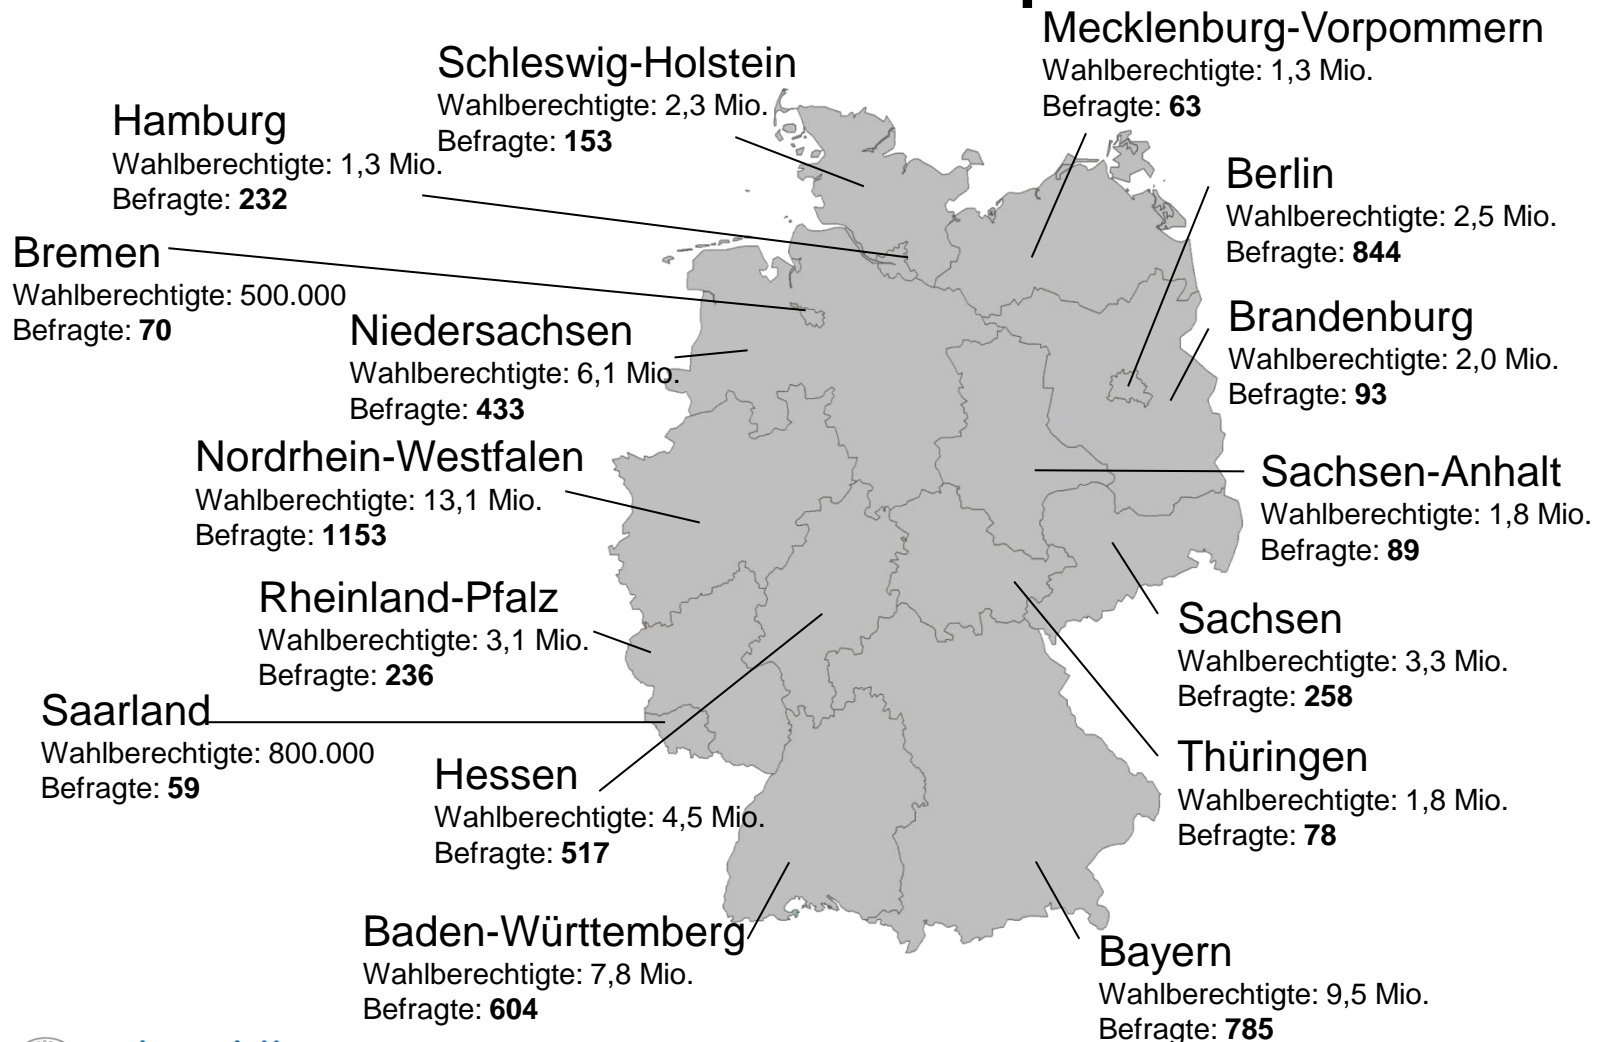 Mecklenburg-Vorpommern
Wahlberechtigte: 1,3 Mio.
Befragte: 63
Schleswig-Holstein
Wahlberechtigte: 2,3 Mio.
Befragte: 153
Hamburg
Wahlberechtigte: 1,3 Mio.
Befragte: 232
Berlin
Wahlberechtigte: 2,5 Mio.
Befragte: 844
Bremen
Wahlberechtigte: 500.000
Befragte: 70
Niedersachsen
Wahlberechtigte: 6,1 Mio.
Befragte: 433
Brandenburg
Wahlberechtigte: 2,0 Mio.
Befragte: 93
Nordrhein-Westfalen
Wahlberechtigte: 13,1 Mio.
Befragte: 1153
Sachsen-Anhalt
Wahlberechtigte: 1,8 Mio.
Befragte: 89
Rheinland-Pfalz
Wahlberechtigte: 3,1 Mio.
Befragte: 236
Sachsen
Wahlberechtigte: 3,3 Mio.
Befragte: 258
Saarland
Wahlberechtigte: 800.000
Befragte: 59
Hessen
Wahlberechtigte: 4,5 Mio.
Befragte: 517
Thüringen
Wahlberechtigte: 1,8 Mio.
Befragte: 78
Baden-Württemberg
Wahlberechtigte: 7,8 Mio.
Befragte: 604
Bayern
Wahlberechtigte: 9,5 Mio.
Befragte: 785